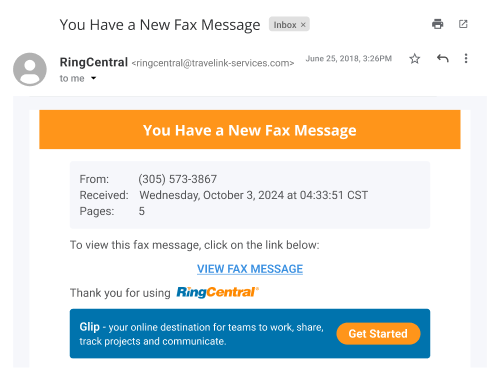 You Have a New Fax Message Inbox ×
RingCentral <ringcentral@travelink-services.com> June 25, 2018, 3:26PM
to me
You Have a New Fax Message
From: (305) 573-3867
Received: Wednesday, October 3, 2024 at 04:33:51 CST
Pages: 5
To view this fax message, click on the link below:
VIEW FAX MESSAGE
Thank you for using RingCentral®
Glip - your online destination for teams to work, share,
track projects and communicate.
Get Started